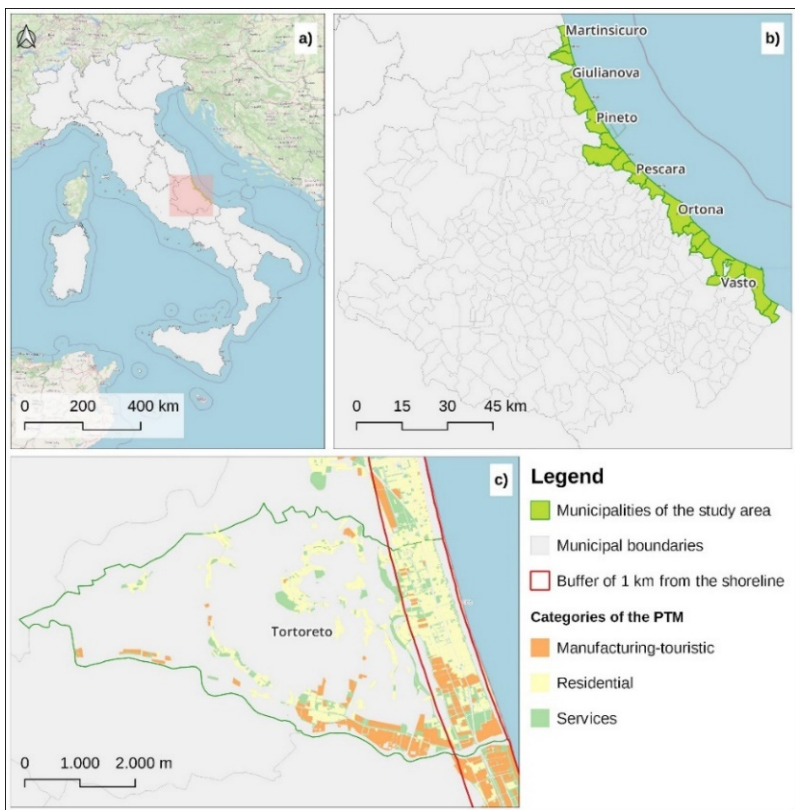 a)
0 200 400 km
b)
Martinsicuro
Giulianova
Pineto
Pescara
Ortona
Vasto
0 15 30 45 km
c)
Tortoreto
0 1.000 2.000 m
Legend
Municipalities of the study area
Municipal boundaries
Buffer of 1 km from the shoreline
Categories of the PTM
Manufacturing-touristic
Residential
Services